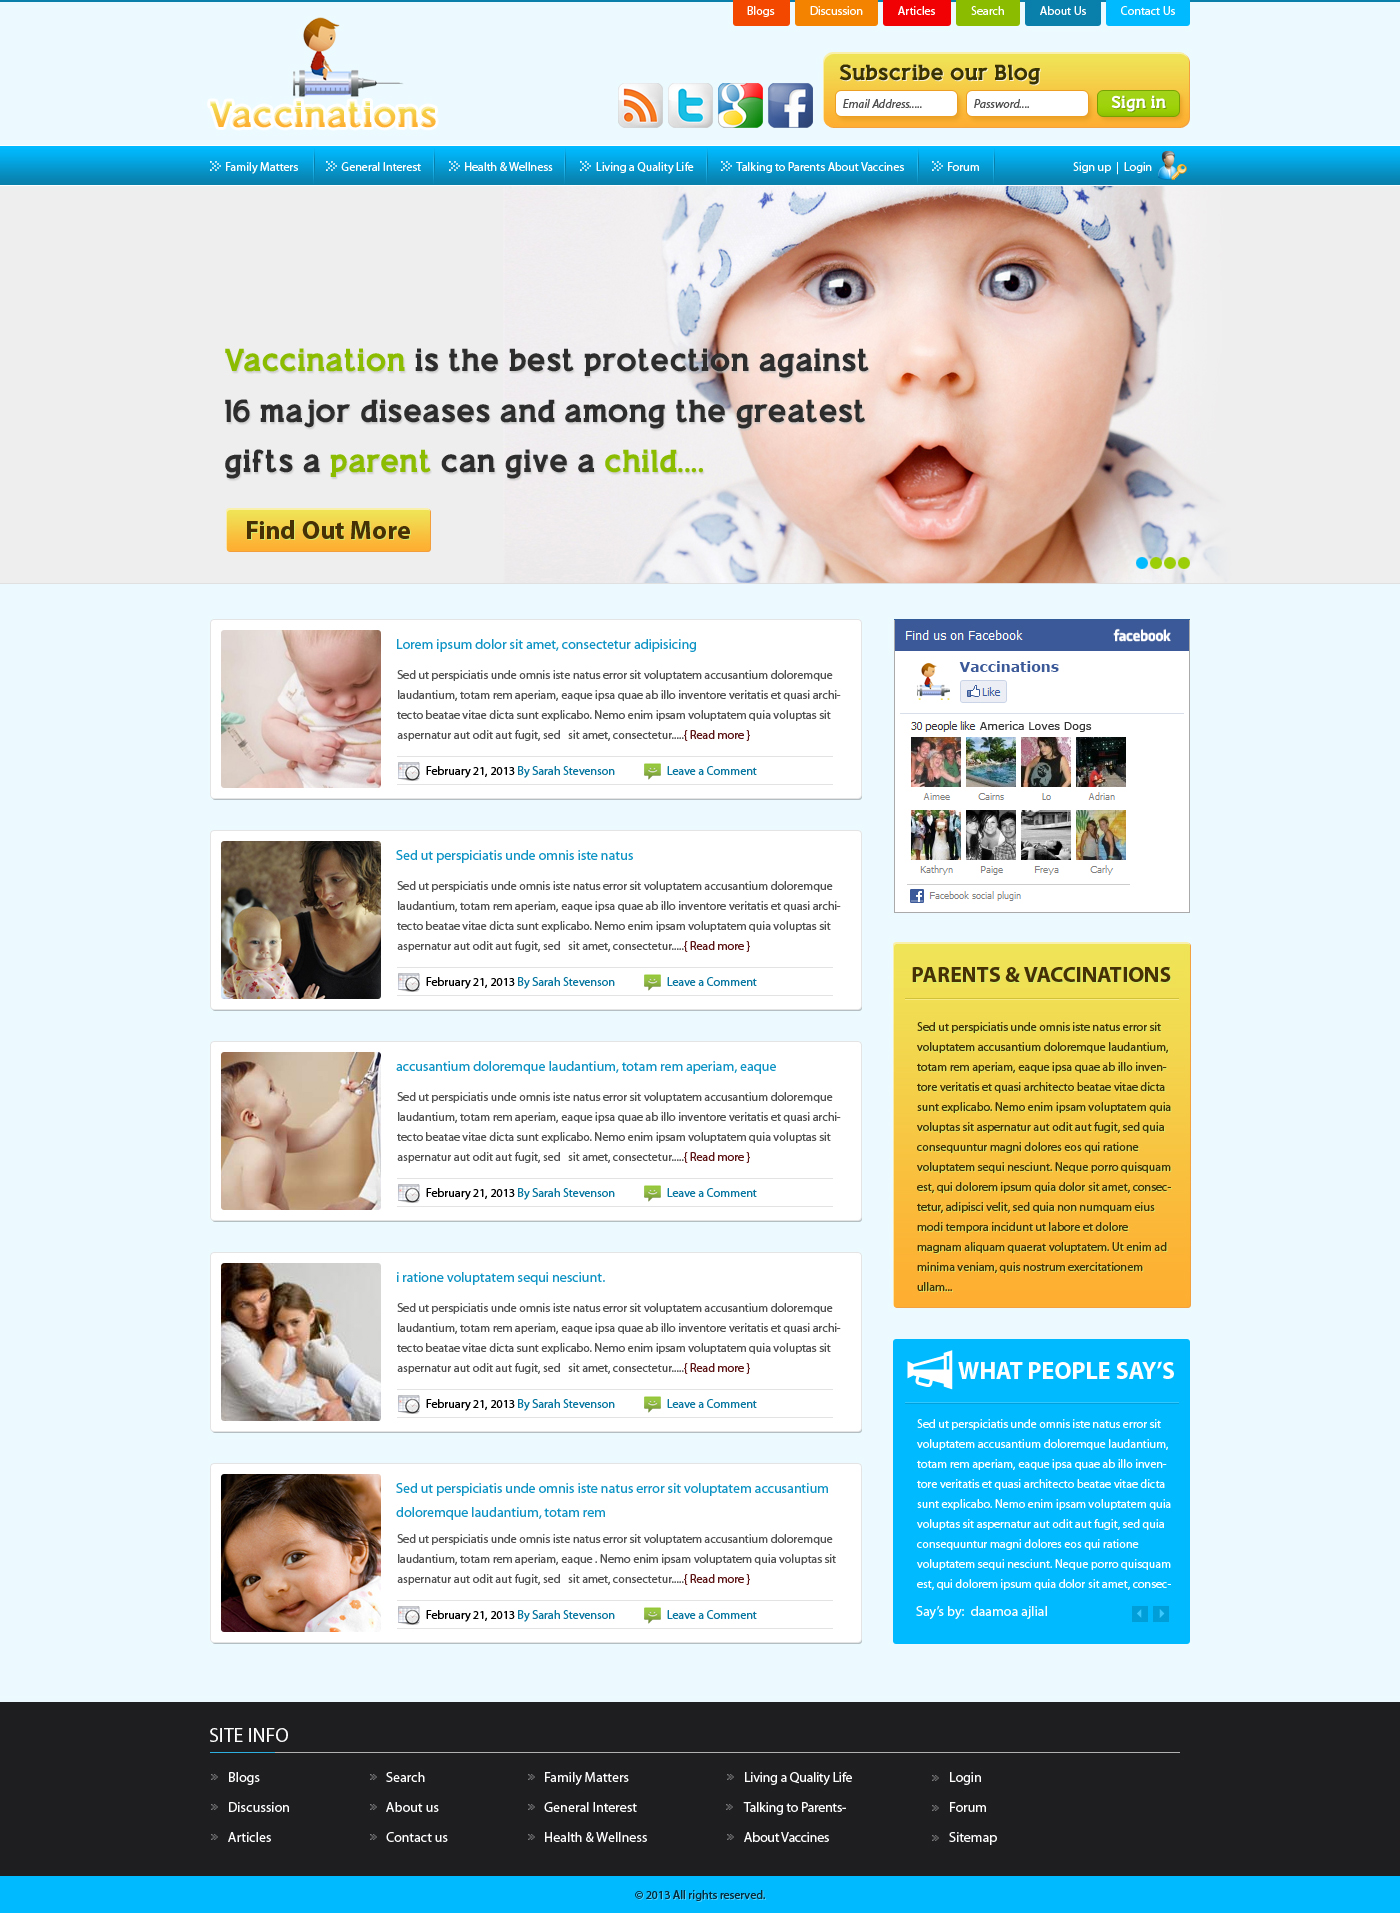 Blogs
Discussion
Articles
Search
About Us
Contact Us
Vaccinations
Subscribe our Blog
Email Address.....
Password....
Sign in
Family Matters
General Interest
Health & Wellness
Living a Quality Life
Talking to Parents About Vaccines
Forum
Sign up | Login
Vaccination is the best protection against
16 major diseases and among the greatest
gifts a parent can give a child....
Find Out More
Lorem ipsum dolor sit amet, consectetur adipisicing
Sed ut perspiciatis unde omnis iste natus error sit voluptatem accusantium doloremque
laudantium, totam rem aperiam, eaque ipsa quae ab illo inventore veritatis et quasi archi-
tecto beatae vitae dicta sunt explicabo. Nemo enim ipsam voluptatem quia voluptas sit
aspernatur aut odit aut fugit, sed sit amet, consectetur.....{ Read more }
February 21, 2013 By Sarah Stevenson
Leave a Comment
Sed ut perspiciatis unde omnis iste natus
Sed ut perspiciatis unde omnis iste natus error sit voluptatem accusantium doloremque
laudantium, totam rem aperiam, eaque ipsa quae ab illo inventore veritatis et quasi archi-
tecto beatae vitae dicta sunt explicabo. Nemo enim ipsam voluptatem quia voluptas sit
aspernatur aut odit aut fugit, sed sit amet, consectetur.....{ Read more }
February 21, 2013 By Sarah Stevenson
Leave a Comment
accusantium doloremque laudantium, totam rem aperiam, eaque
Sed ut perspiciatis unde omnis iste natus error sit voluptatem accusantium doloremque
laudantium, totam rem aperiam, eaque ipsa quae ab illo inventore veritatis et quasi archi-
tecto beatae vitae dicta sunt explicabo. Nemo enim ipsam voluptatem quia voluptas sit
aspernatur aut odit aut fugit, sed sit amet, consectetur.....{ Read more }
February 21, 2013 By Sarah Stevenson
Leave a Comment
i ratione voluptatem sequi nesciunt.
Sed ut perspiciatis unde omnis iste natus error sit voluptatem accusantium doloremque
laudantium, totam rem aperiam, eaque ipsa quae ab illo inventore veritatis et quasi archi-
tecto beatae vitae dicta sunt explicabo. Nemo enim ipsam voluptatem quia voluptas sit
aspernatur aut odit aut fugit, sed sit amet, consectetur.....{ Read more }
February 21, 2013 By Sarah Stevenson
Leave a Comment
Sed ut perspiciatis unde omnis iste natus error sit voluptatem accusantium
doloremque laudantium, totam rem
Sed ut perspiciatis unde omnis iste natus error sit voluptatem accusantium doloremque
laudantium, totam rem aperiam, eaque . Nemo enim ipsam voluptatem quia voluptas sit
aspernatur aut odit aut fugit, sed sit amet, consectetur.....{ Read more }
February 21, 2013 By Sarah Stevenson
Leave a Comment
Find us on Facebook
facebook
Vaccinations
Like
30 people like America Loves Dogs
Aimee
Cairns
Lo
Adrian
Kathryn
Paige
Freya
Carly
Facebook social plugin
PARENTS & VACCINATIONS
Sed ut perspiciatis unde omnis iste natus error sit
voluptatem accusantium doloremque laudantium,
totam rem aperiam, eaque ipsa quae ab illo inven-
tore veritatis et quasi architecto beatae vitae dicta
sunt explicabo. Nemo enim ipsam voluptatem quia
voluptas sit aspernatur aut odit aut fugit, sed quia
consequuntur magni dolores eos qui ratione
voluptatem sequi nesciunt. Neque porro quisquam
est, qui dolorem ipsum quia dolor sit amet, consec-
tetur, adipisci velit, sed quia non numquam eius
modi tempora incidunt ut labore et dolore
magnam aliquam quaerat voluptatem. Ut enim ad
minima veniam, quis nostrum exercitationem
ullam...
WHAT PEOPLE SAY'S
Sed ut perspiciatis unde omnis iste natus error sit
voluptatem accusantium doloremque laudantium,
totam rem aperiam, eaque ipsa quae ab illo inven-
tore veritatis et quasi architecto beatae vitae dicta
sunt explicabo. Nemo enim ipsam voluptatem quia
voluptas sit aspernatur aut odit aut fugit, sed quia
consequuntur magni dolores eos qui ratione
voluptatem sequi nesciunt. Neque porro quisquam
est, qui dolorem ipsum quia dolor sit amet, consec-
Say's by: daamoa ajlial
SITE INFO
Blogs
Discussion
Articles
Search
About us
Contact us
Family Matters
General Interest
Health & Wellness
Living a Quality Life
Talking to Parents-
About Vaccines
Login
Forum
Sitemap
© 2013 All rights reserved.